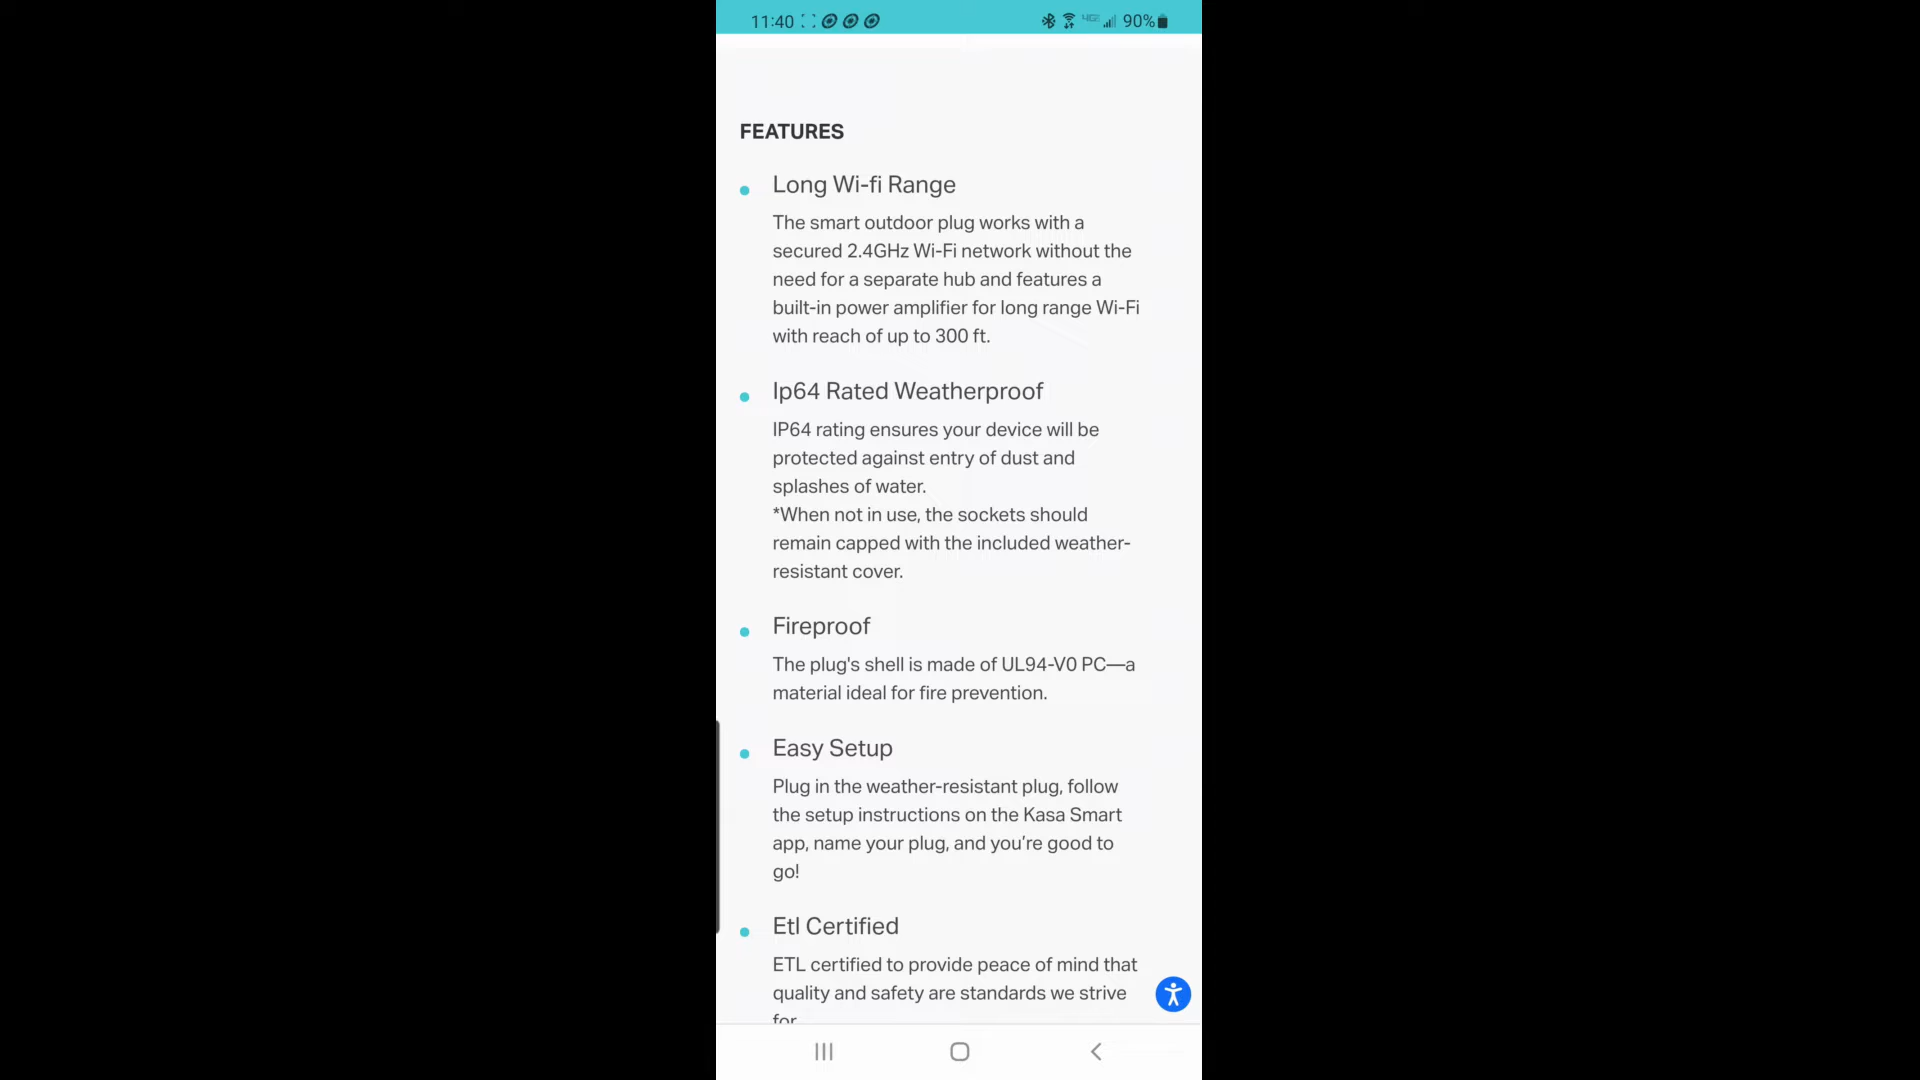 11:40
90%
FEATURES
Long Wi-fi Range
The smart outdoor plug works with a
secured 2.4GHz Wi-Fi network without the
need for a separate hub and features a
built-in power amplifier for long range Wi-Fi
with reach of up to 300 ft.
Ip64 Rated Weatherproof
IP64 rating ensures your device will be
protected against entry of dust and
splashes of water.
*When not in use, the sockets should
remain capped with the included weather-
resistant cover.
Fireproof
The plug's shell is made of UL94-V0 PC—a
material ideal for fire prevention.
Easy Setup
Plug in the weather-resistant plug, follow
the setup instructions on the Kasa Smart
app, name your plug, and you’re good to
go!
Etl Certified
ETL certified to provide peace of mind that
quality and safety are standards we strive
for